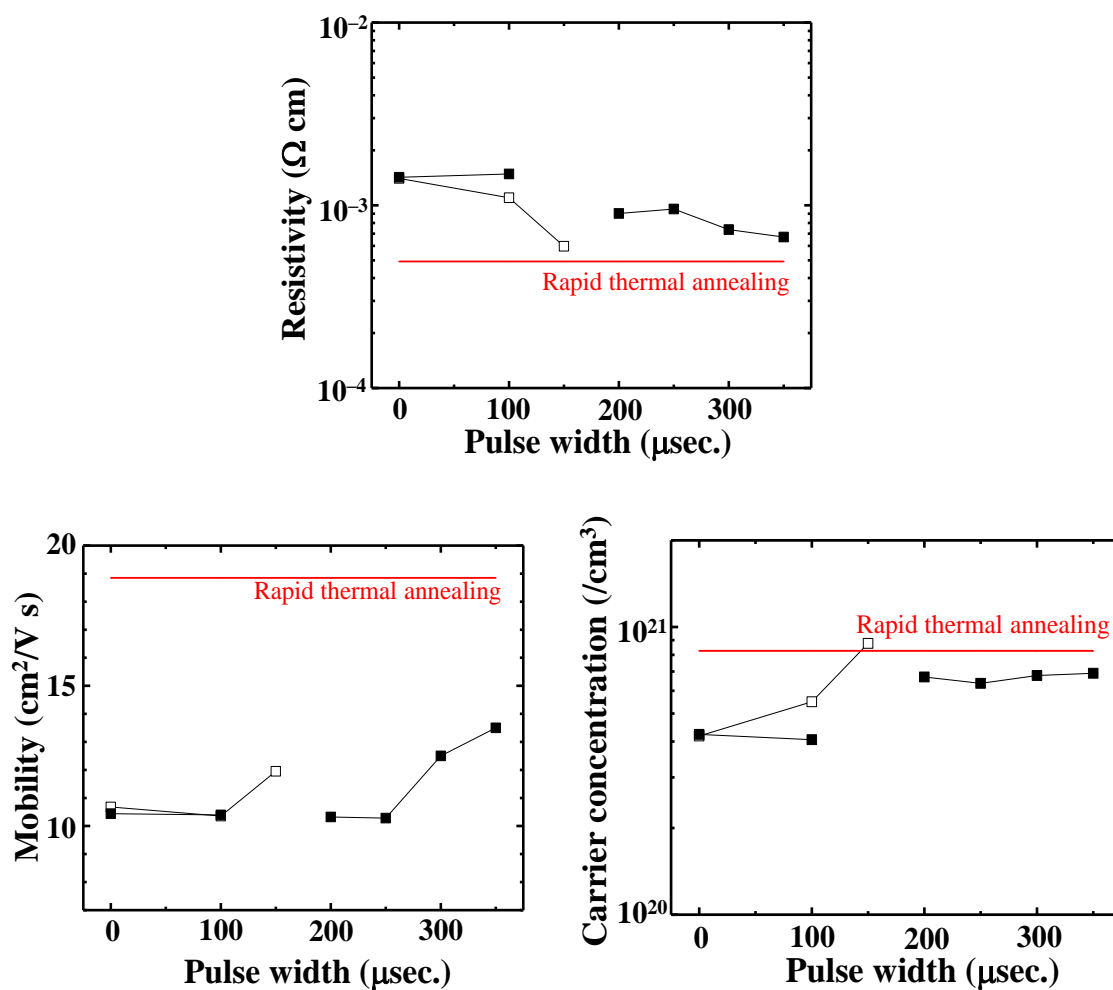 10⁻²
10⁻³
10⁻⁴
Resistivity (Ω cm)
Rapid thermal annealing
0 100 200 300
Pulse width (μsec.)
20
15
10
Mobility (cm²/V s)
Rapid thermal annealing
0 100 200 300
Pulse width (μsec.)
10²¹
10²⁰
Carrier concentration (/cm³)
Rapid thermal annealing
0 100 200 300
Pulse width (μsec.)